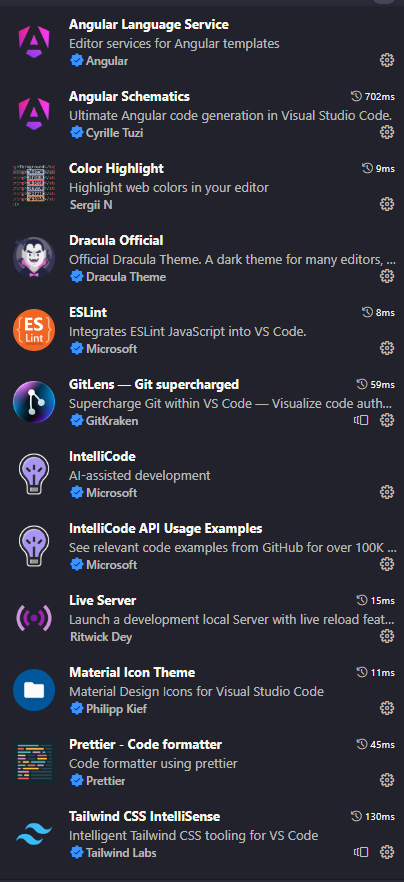 Angular Language Service
Editor services for Angular templates
Angular
Angular Schematics 702ms
Ultimate Angular code generation in Visual Studio Code.
Cyrille Tuzi
Color Highlight 9ms
Highlight web colors in your editor
Sergii N
Dracula Official
Official Dracula Theme. A dark theme for many editors, ...
Dracula Theme
ES
Lint
ESLint 8ms
Integrates ESLint JavaScript into VS Code.
Microsoft
GitLens — Git supercharged 59ms
Supercharge Git within VS Code — Visualize code auth...
GitKraken
IntelliCode
AI-assisted development
Microsoft
IntelliCode API Usage Examples
See relevant code examples from GitHub for over 100K ...
Microsoft
Live Server 15ms
Launch a development local Server with live reload feat...
Ritwick Dey
Material Icon Theme 11ms
Material Design Icons for Visual Studio Code
Philipp Kief
Prettier - Code formatter 45ms
Code formatter using prettier
Prettier
Tailwind CSS IntelliSense 130ms
Intelligent Tailwind CSS tooling for VS Code
Tailwind Labs